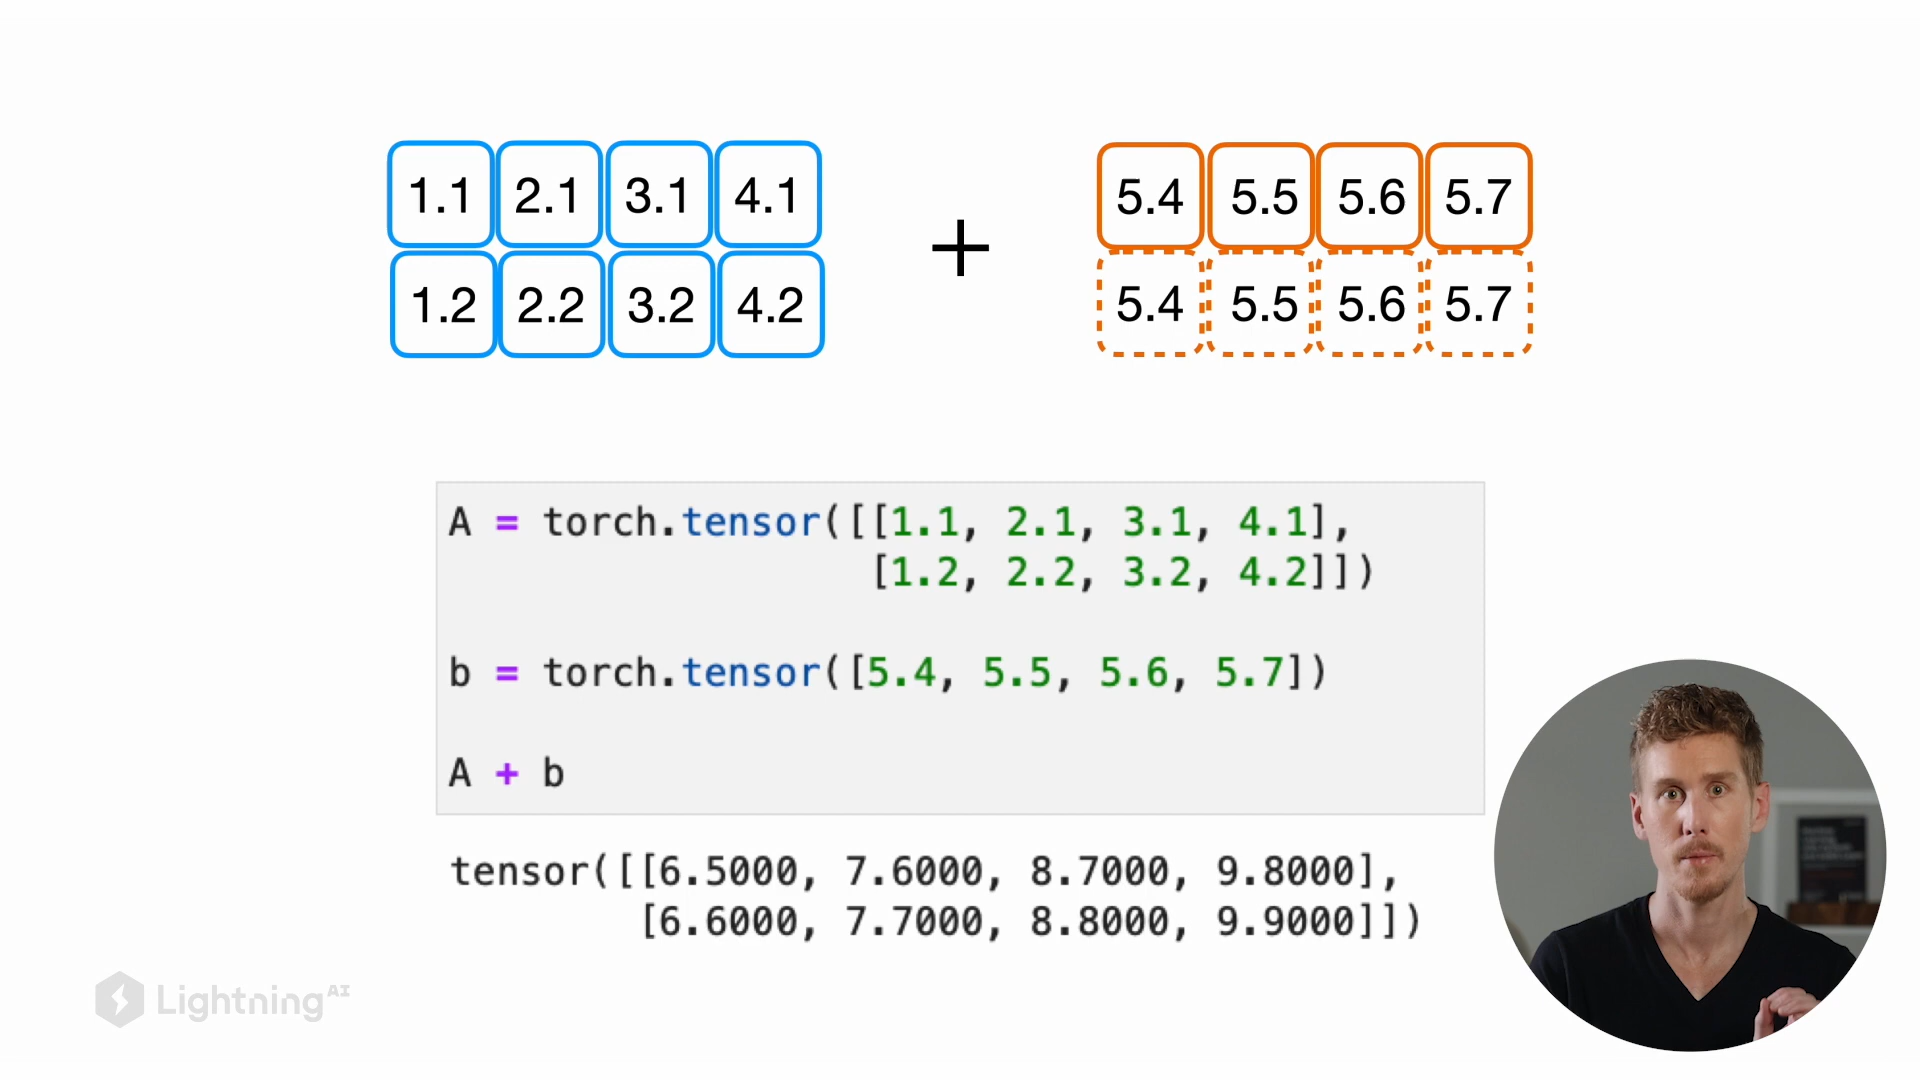 1.1 2.1 3.1 4.1
1.2 2.2 3.2 4.2
+
5.4 5.5 5.6 5.7
5.4 5.5 5.6 5.7
A = torch.tensor([[1.1, 2.1, 3.1, 4.1],
[1.2, 2.2, 3.2, 4.2]])
b = torch.tensor([5.4, 5.5, 5.6, 5.7])
A + b
tensor([[6.5000, 7.6000, 8.7000, 9.8000],
[6.6000, 7.7000, 8.8000, 9.9000]])
Lightning AI